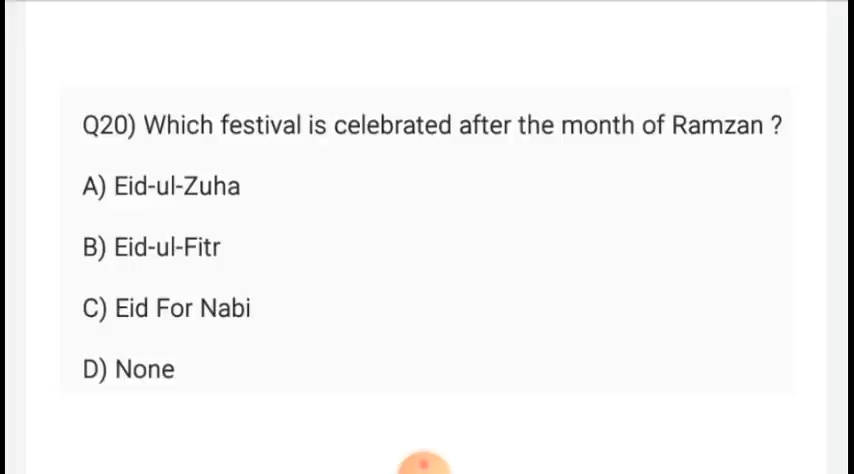 Q20) Which festival is celebrated after the month of Ramzan ?
A) Eid-ul-Zuha
B) Eid-ul-Fitr
C) Eid For Nabi
D) None